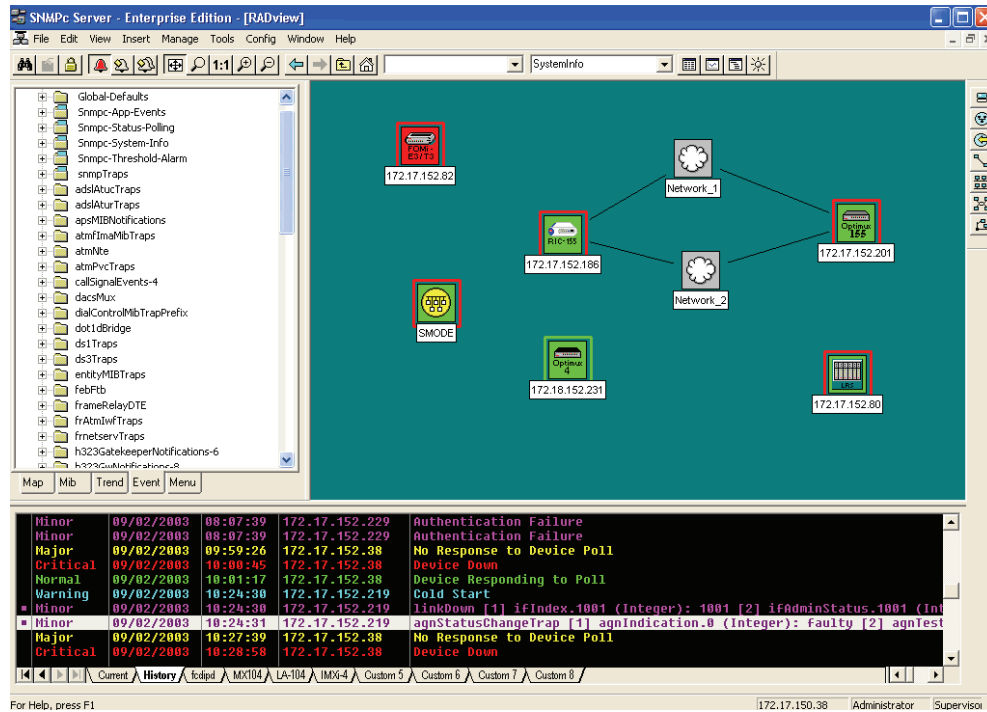 SNMPc Server - Enterprise Edition - [RADview]
File Edit View Insert Manage Tools Config Window Help
1:1 SystemInfo
Global-Defaults
Snmpc-App-Events
Snmpc-Status-Polling
Snmpc-System-Info
Snmpc-Threshold-Alarm
snmpTraps
adslAtucTraps
adslAturTraps
apsMIBNotifications
atmfImaMibTraps
atmNte
atmPvcTraps
callSignalEvents-4
dacsMux
dialControlMibTrapPrefix
dot1dBridge
ds1Traps
ds3Traps
entityMIBTraps
febFtb
frameRelayDTE
frAtmIwfTraps
frnetservTraps
h323GatekeeperNotifications-6
h323GwNotifications-8
Map Mib Trend Event Menu
FOMi-
E3/T3
172.17.152.82
Network_1
RIC-155
172.17.152.186
Optimux
155
172.17.152.201
Network_2
SMODE
Optimux
4
172.18.152.231
LRS
172.17.152.80
Minor 09/02/2003 08:07:39 172.17.152.229 Authentication Failure
Minor 09/02/2003 08:07:39 172.17.152.229 Authentication Failure
Major 09/02/2003 09:59:26 172.17.152.38 No Response to Device Poll
Critical 09/02/2003 10:00:45 172.17.152.38 Device Down
Normal 09/02/2003 10:01:17 172.17.152.38 Device Responding to Poll
Warning 09/02/2003 10:24:30 172.17.152.219 Cold Start
Minor 09/02/2003 10:24:30 172.17.152.219 linkDown [1] ifIndex.1001 (Integer): 1001 [2] ifAdminStatus.1001 (Int
Minor 09/02/2003 10:24:31 172.17.152.219 agnStatusChangeTrap [1] agnIndication.0 (Integer): faulty [2] agnTest
Major 09/02/2003 10:27:39 172.17.152.38 No Response to Device Poll
Critical 09/02/2003 10:28:58 172.17.152.38 Device Down
Current History fcdipd MX104 LA-104 IMXi-4 Custom 5 Custom 6 Custom 7 Custom 8
For Help, press F1 172.17.150.38 Administrator Supervisor